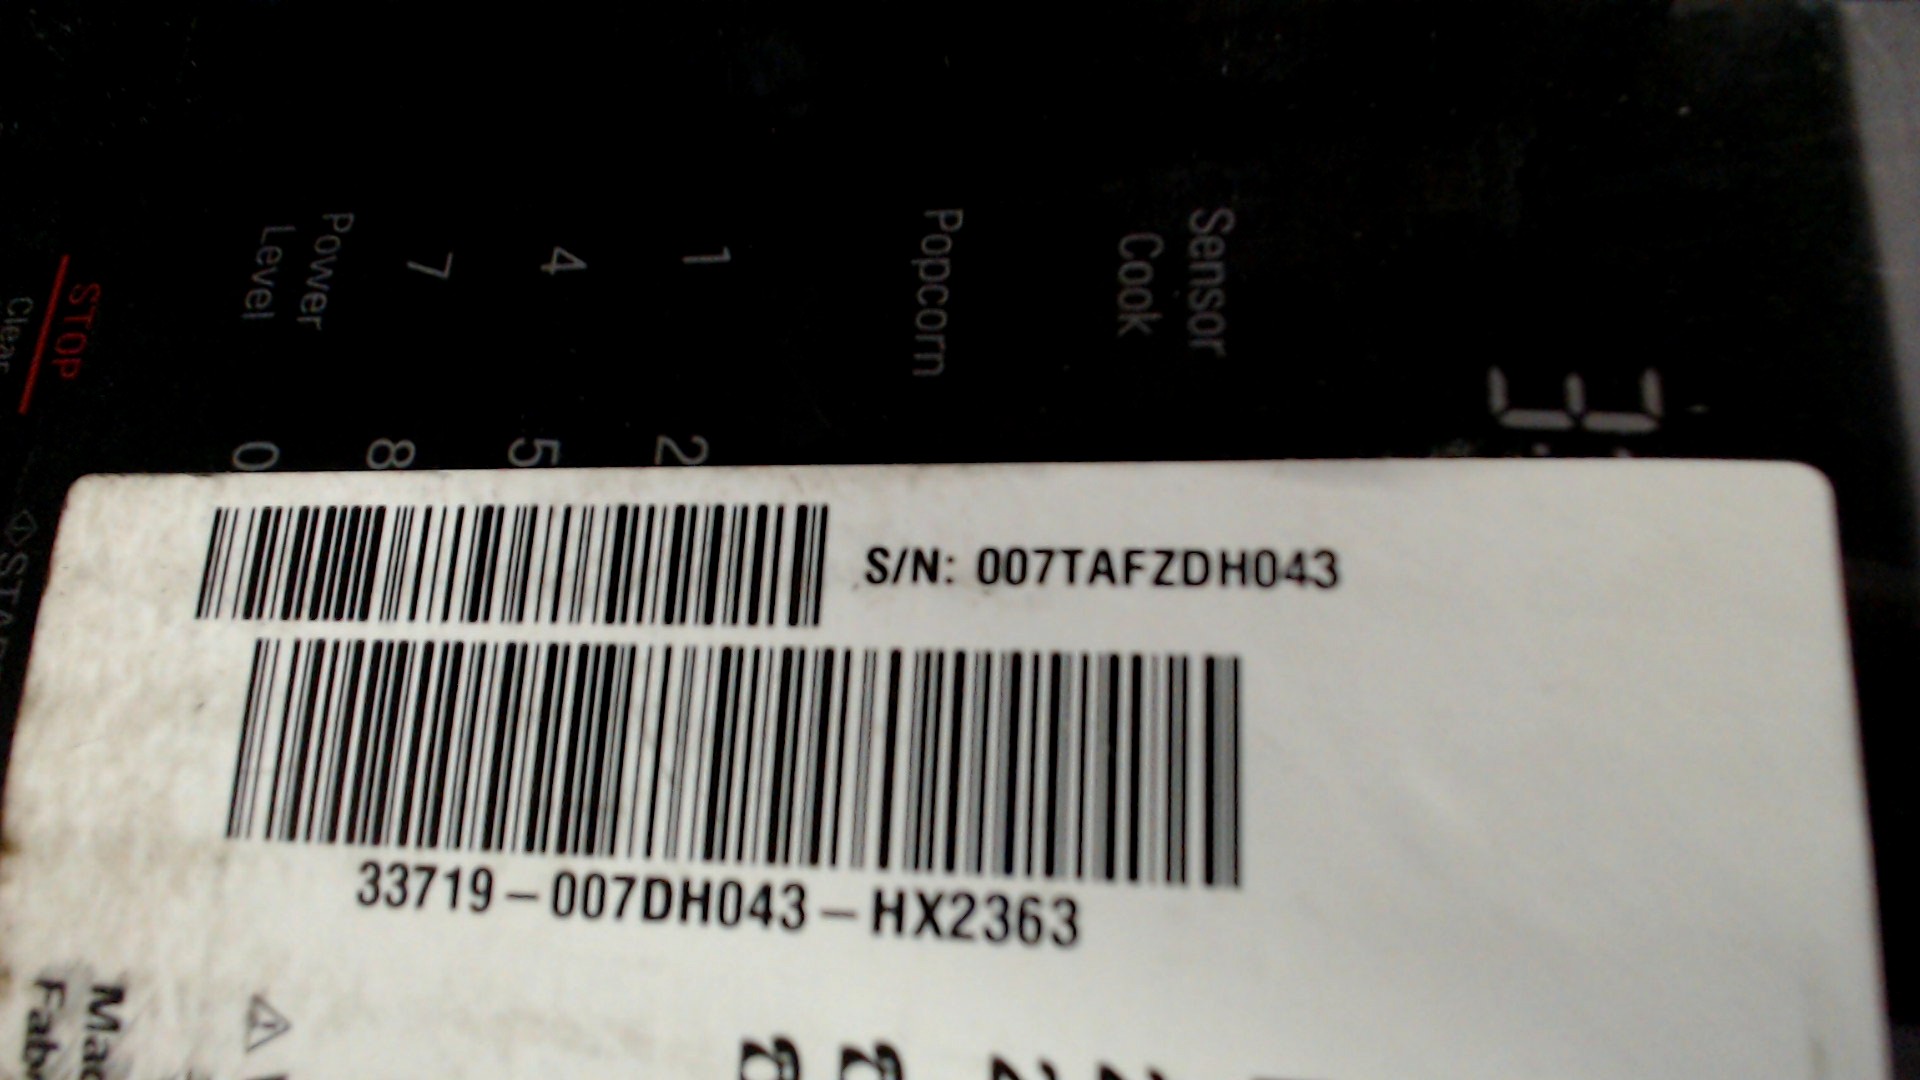 Sensor
Cook
Popcorn
1
2
4
5
7
8
Power
Level
0
STOP
Clear
S/N: 007TAFZDH043
33719-007DH043-HX2363